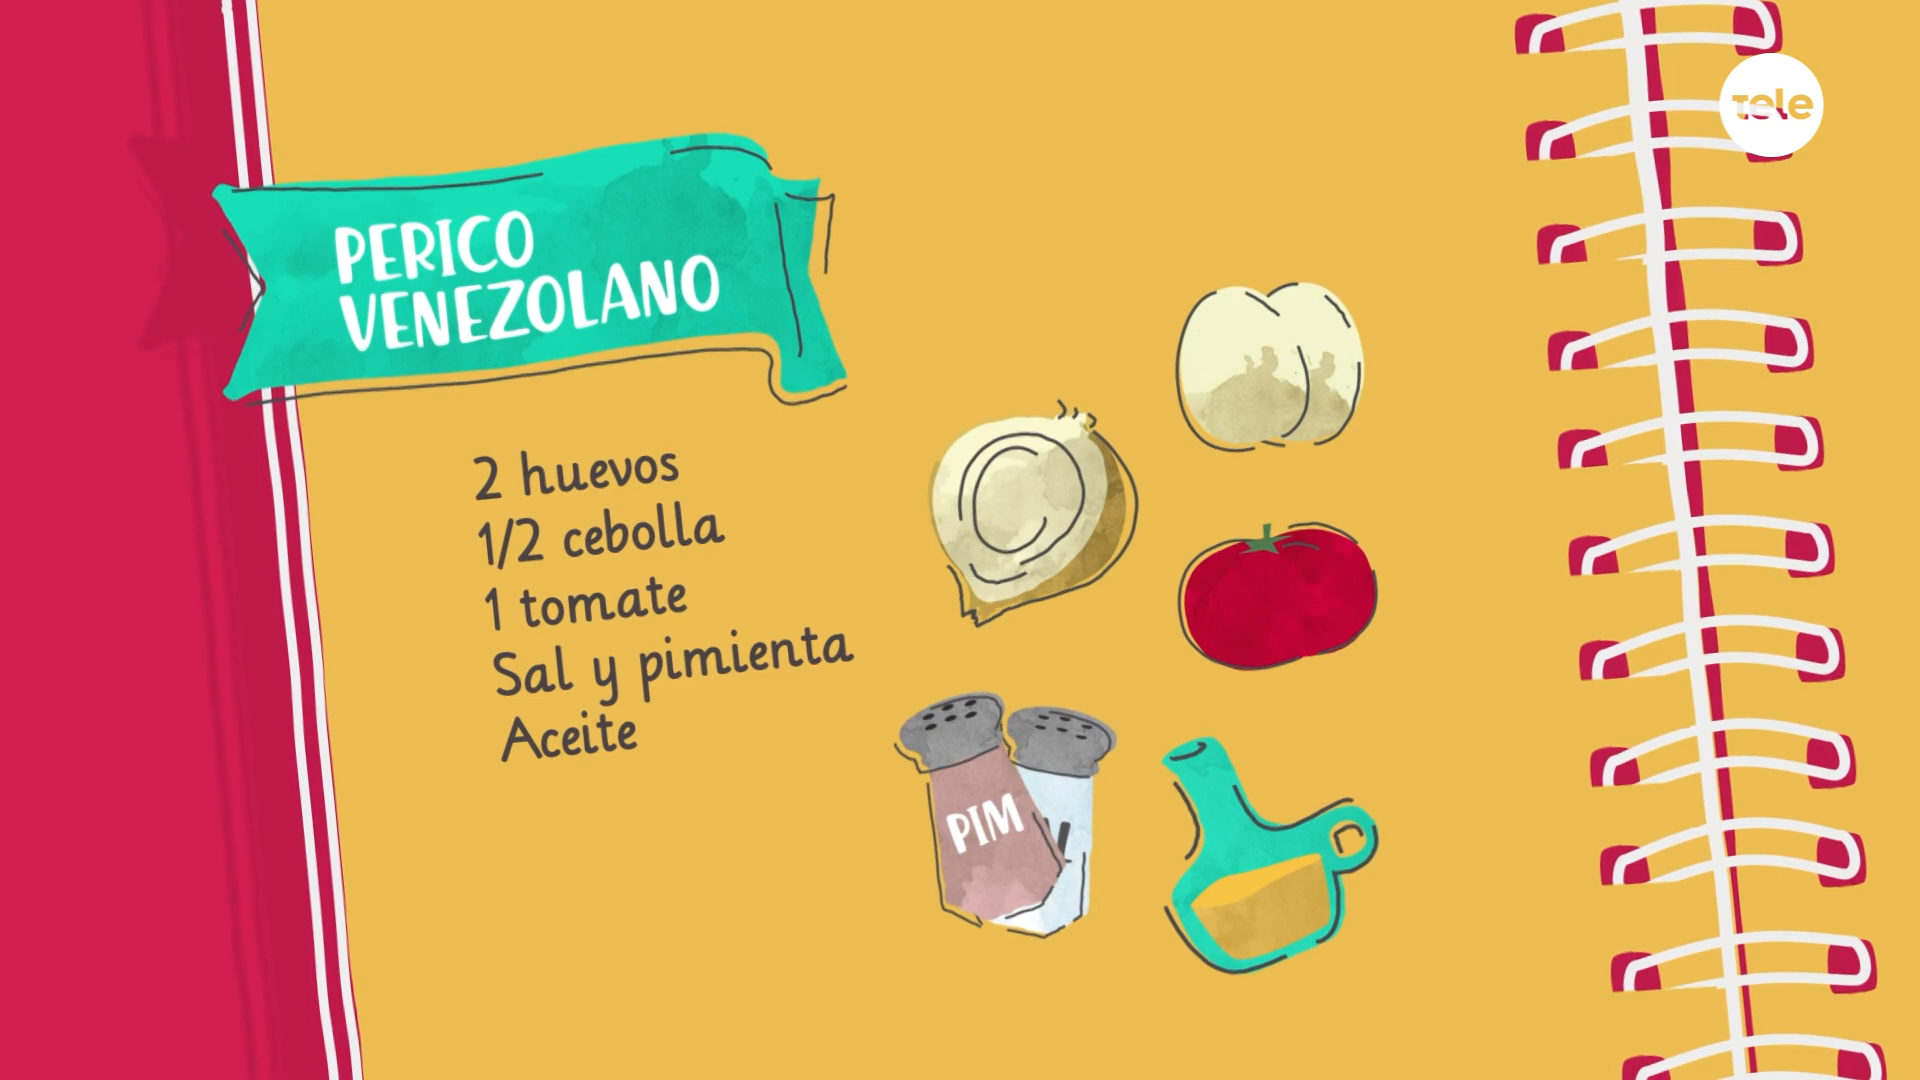 tele
PERICO
VENEZOLANO
2 huevos
1/2 cebolla
1 tomate
Sal y pimienta
Aceite
PIM